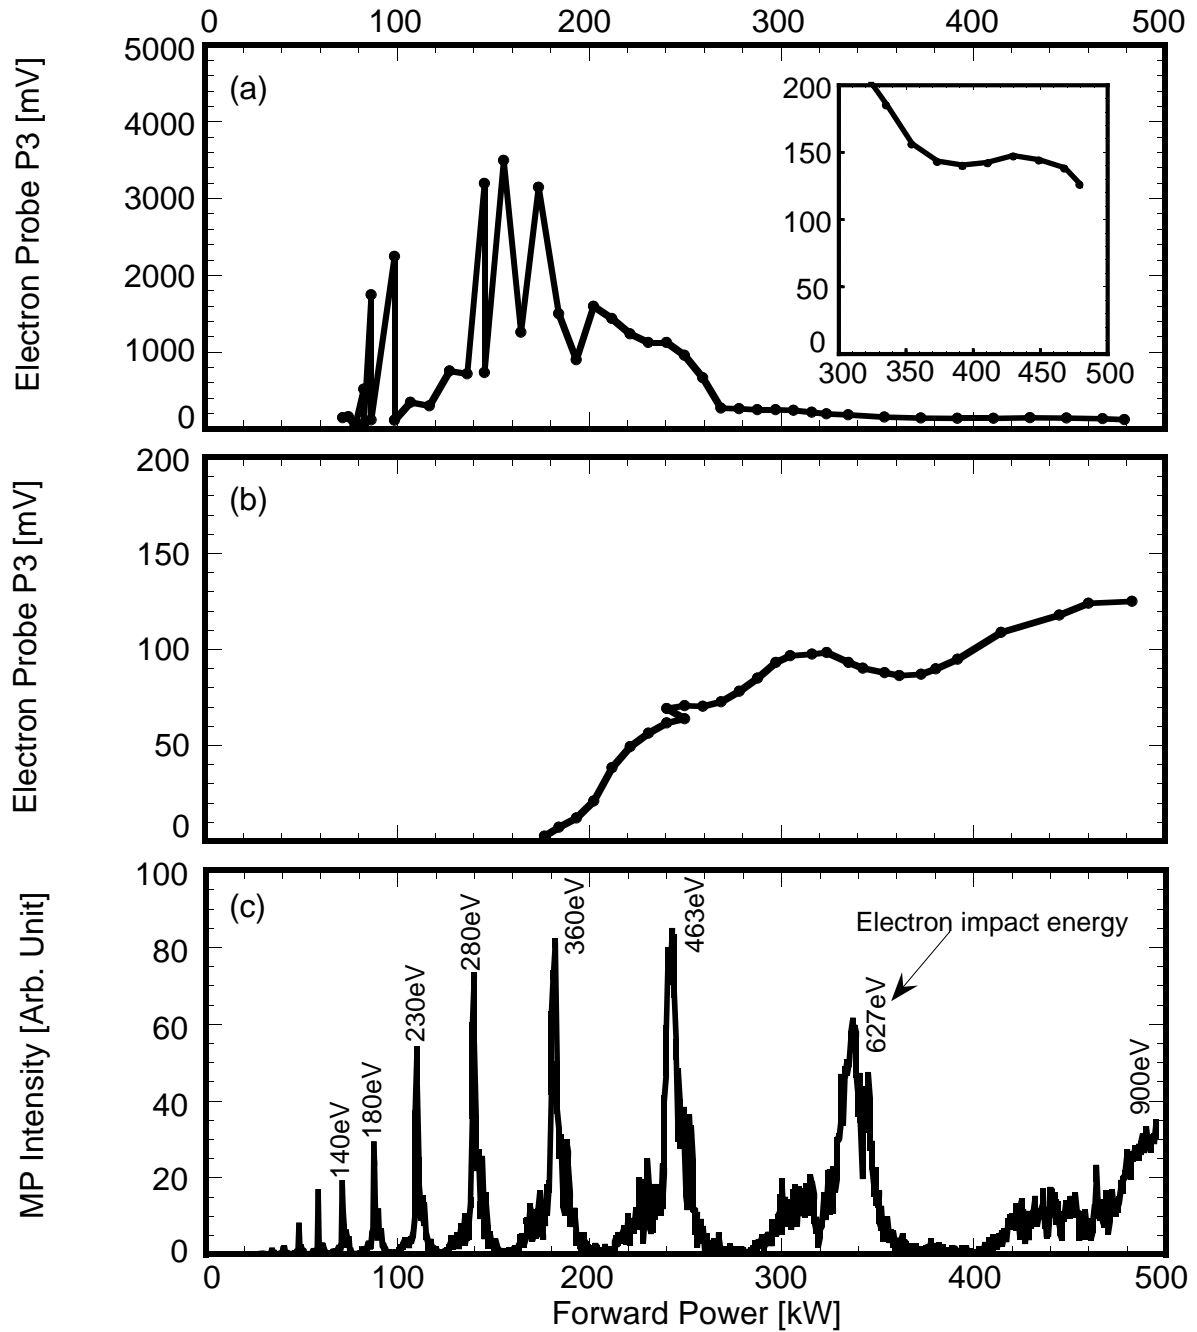 0 100 200 300 400 500
Electron Probe P3 [mV]
5000
4000
3000
2000
1000
0
(a)
200
150
100
50
0
300 350 400 450 500
Electron Probe P3 [mV]
200
150
100
50
0
(b)
MP Intensity [Arb. Unit]
100
80
60
40
20
0
(c)
140eV
180eV
230eV
280eV
360eV
463eV
Electron impact energy
627eV
900eV
0 100 200 300 400 500
Forward Power [kW]